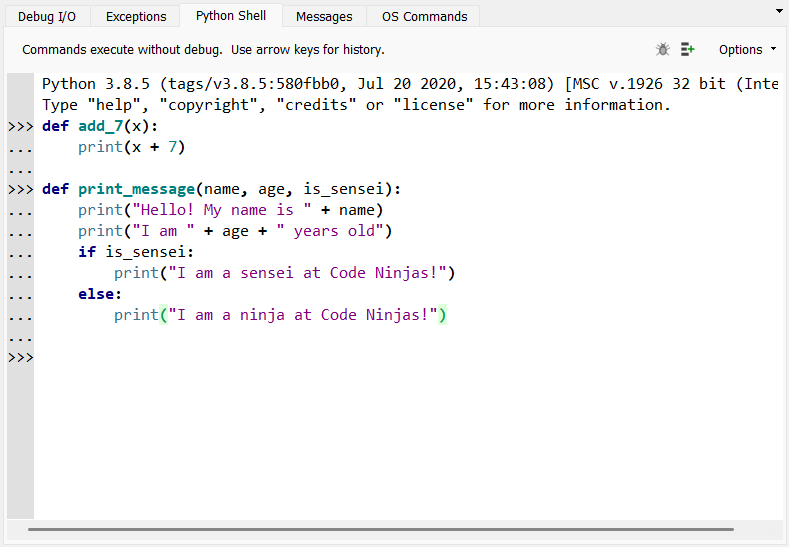 Debug I/O Exceptions Python Shell Messages OS Commands
Commands execute without debug. Use arrow keys for history. Options
Python 3.8.5 (tags/v3.8.5:580fbb0, Jul 20 2020, 15:43:08) [MSC v.1926 32 bit (Inte
Type "help", "copyright", "credits" or "license" for more information.
>>> def add_7(x):
...     print(x + 7)
...
>>> def print_message(name, age, is_sensei):
...     print("Hello! My name is " + name)
...     print("I am " + age + " years old")
...     if is_sensei:
...         print("I am a sensei at Code Ninjas!")
...     else:
...         print("I am a ninja at Code Ninjas!")
...
>>>